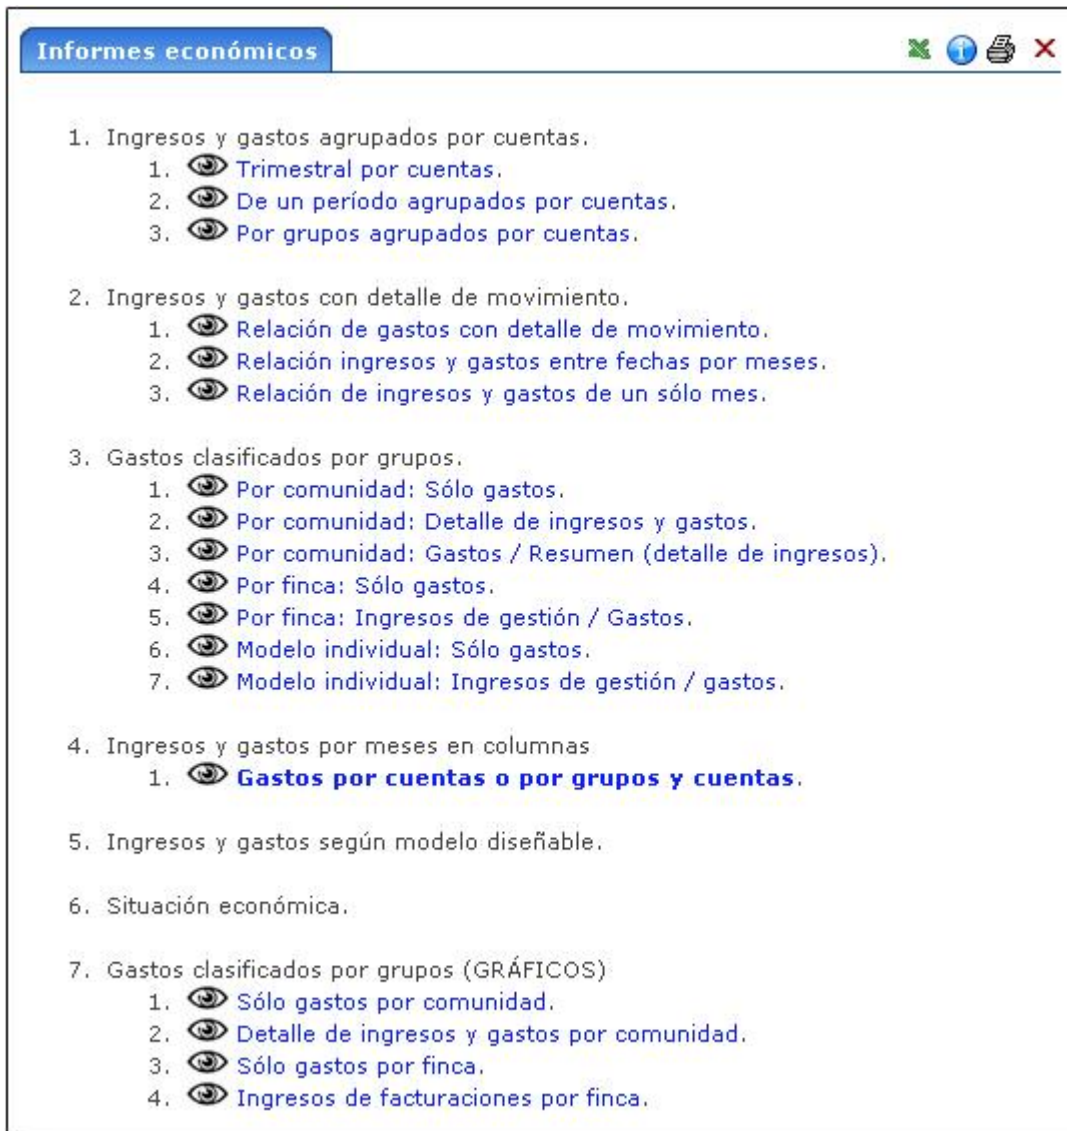 Informes económicos
1. Ingresos y gastos agrupados por cuentas.
1. Trimestral por cuentas.
2. De un período agrupados por cuentas.
3. Por grupos agrupados por cuentas.
2. Ingresos y gastos con detalle de movimiento.
1. Relación de gastos con detalle de movimiento.
2. Relación ingresos y gastos entre fechas por meses.
3. Relación de ingresos y gastos de un sólo mes.
3. Gastos clasificados por grupos.
1. Por comunidad: Sólo gastos.
2. Por comunidad: Detalle de ingresos y gastos.
3. Por comunidad: Gastos / Resumen (detalle de ingresos).
4. Por finca: Sólo gastos.
5. Por finca: Ingresos de gestión / Gastos.
6. Modelo individual: Sólo gastos.
7. Modelo individual: Ingresos de gestión / gastos.
4. Ingresos y gastos por meses en columnas
1. Gastos por cuentas o por grupos y cuentas.
5. Ingresos y gastos según modelo diseñable.
6. Situación económica.
7. Gastos clasificados por grupos (GRÁFICOS)
1. Sólo gastos por comunidad.
2. Detalle de ingresos y gastos por comunidad.
3. Sólo gastos por finca.
4. Ingresos de facturaciones por finca.